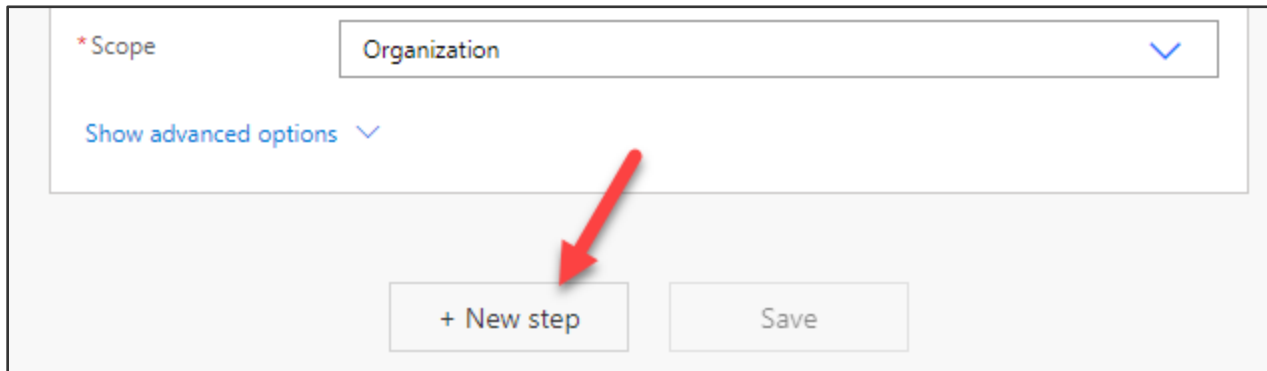 * Scope
Organization
Show advanced options
+ New step
Save